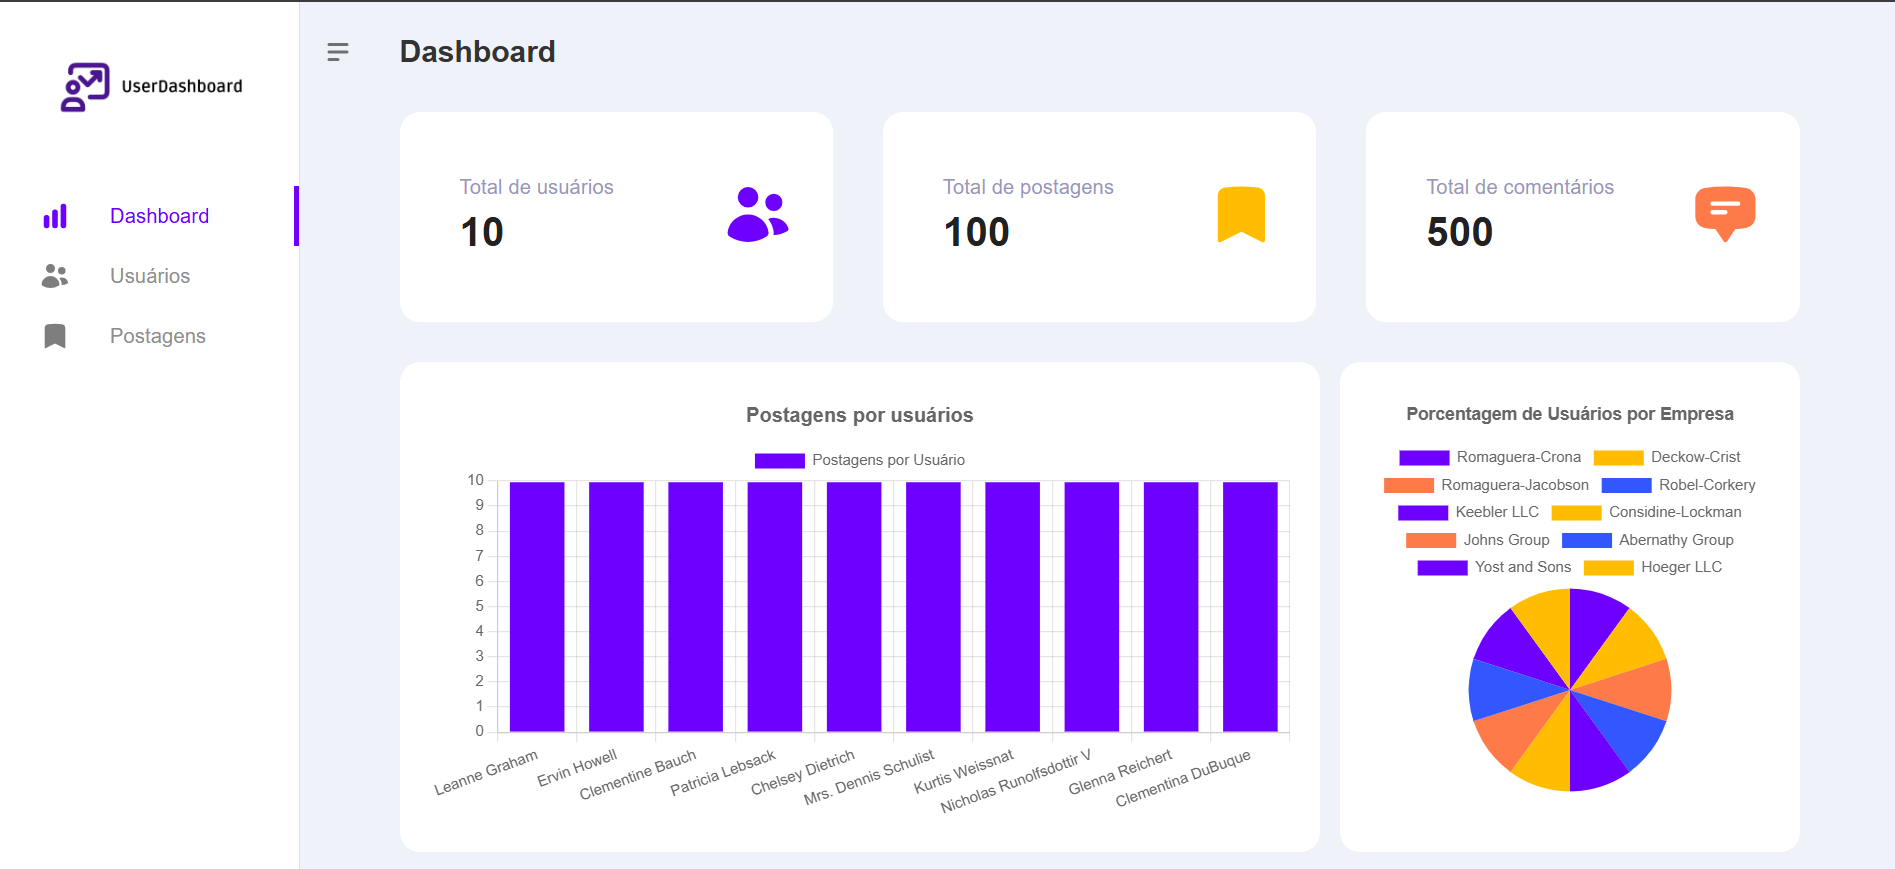 UserDashboard
Dashboard
Usuários
Postagens
Dashboard
Total de usuários
10
Total de postagens
100
Total de comentários
500
Postagens por usuários
Postagens por Usuário
10
9
8
7
6
5
4
3
2
1
0
Leanne Graham
Ervin Howell
Clementine Bauch
Patricia Lebsack
Chelsey Dietrich
Mrs. Dennis Schulist
Kurtis Weissnat
Nicholas Runolfsdottir V
Glenna Reichert
Clementina DuBuque
Porcentagem de Usuários por Empresa
Romaguera-Crona Deckow-Crist
Romaguera-Jacobson Robel-Corkery
Keebler LLC Considine-Lockman
Johns Group Abernathy Group
Yost and Sons Hoeger LLC